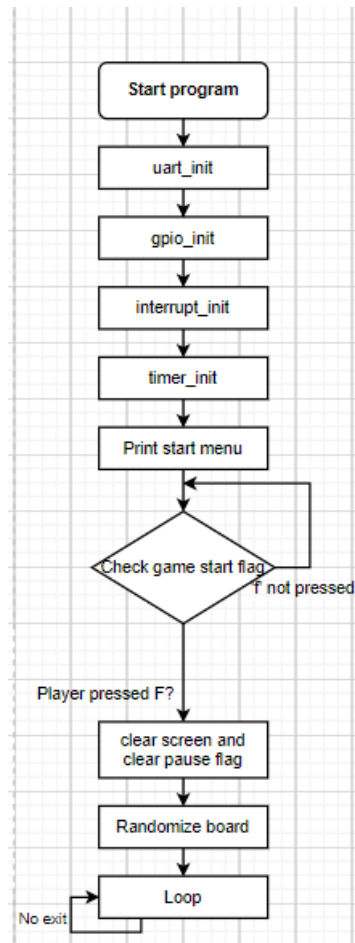 Start program
uart_init
gpio_init
interrupt_init
timer_init
Print start menu
Check game start flag
'f' not pressed
Player pressed F?
clear screen and
clear pause flag
Randomize board
Loop
No exit